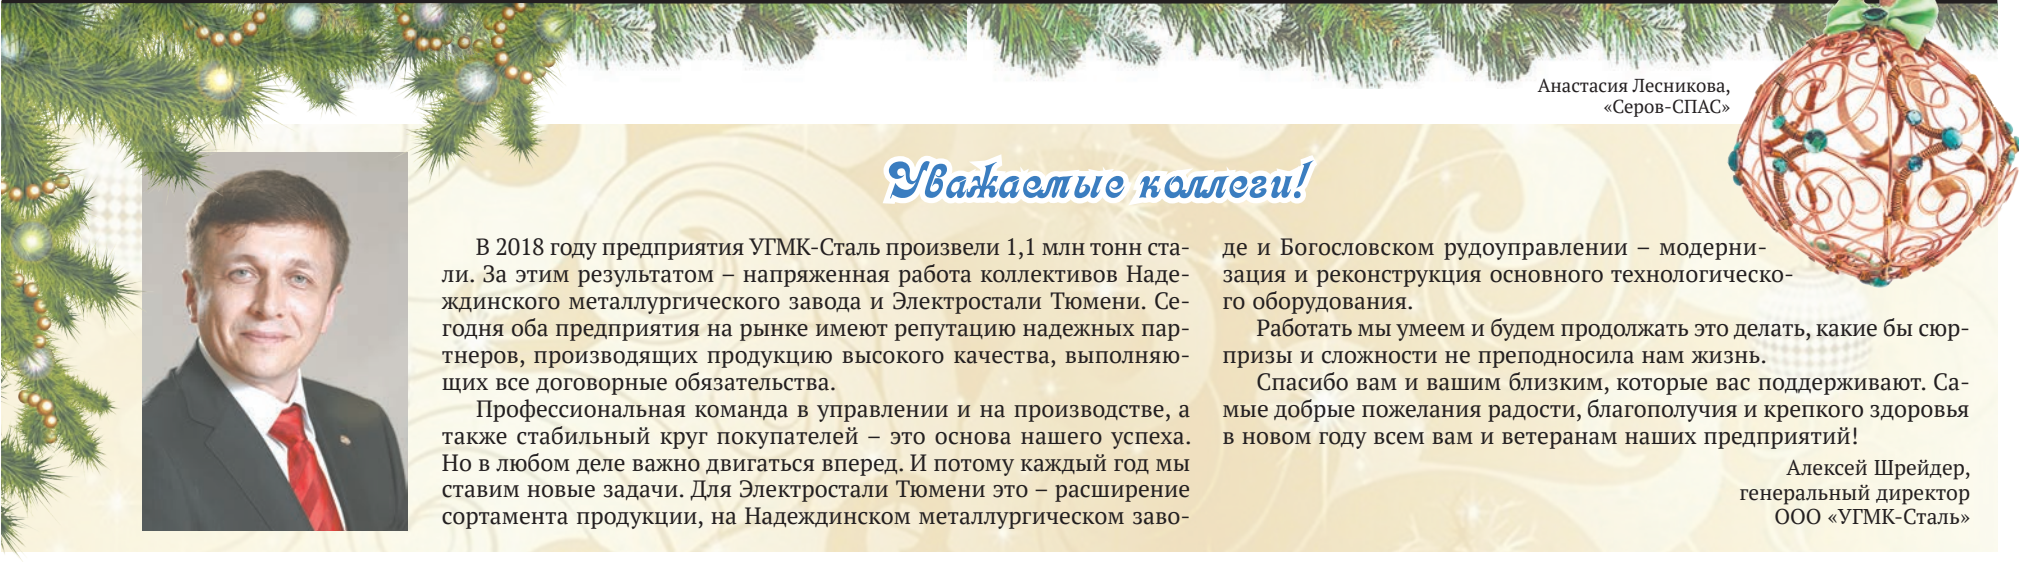 Анастасия Лесникова,
«Серов-СПАС»
Уважаемые коллеги!
В 2018 году предприятия УГМК-Сталь произвели 1,1 млн тонн ста-
ли. За этим результатом – напряженная работа коллективов Наде-
ждинского металлургического завода и Электростали Тюмени. Се-
годня оба предприятия на рынке имеют репутацию надежных пар-
тнеров, производящих продукцию высокого качества, выполняю-
щих все договорные обязательства.
Профессиональная команда в управлении и на производстве, а
также стабильный круг покупателей – это основа нашего успеха.
Но в любом деле важно двигаться вперед. И потому каждый год мы
ставим новые задачи. Для Электростали Тюмени это – расширение
сортамента продукции, на Надеждинском металлургическом заво-
де и Богословском рудоуправлении – модерни-
зация и реконструкция основного технологическо-
го оборудования.
Работать мы умеем и будем продолжать это делать, какие бы сюр-
призы и сложности не преподносила нам жизнь.
Спасибо вам и вашим близким, которые вас поддерживают. Са-
мые добрые пожелания радости, благополучия и крепкого здоровья
в новом году всем вам и ветеранам наших предприятий!
Алексей Шрейдер,
генеральный директор
ООО «УГМК-Сталь»